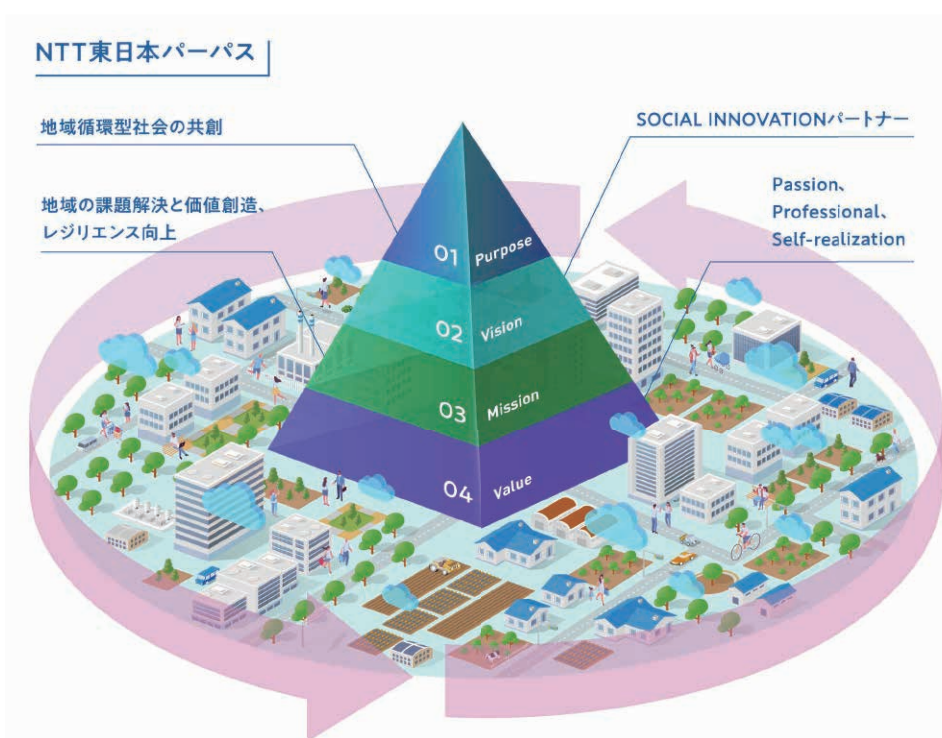 NTT東日本パーパス
地域循環型社会の共創
SOCIAL INNOVATIONパートナー
地域の課題解決と価値創造、
レジリエンス向上
Passion、
Professional、
Self-realization
01 Purpose
02 Vision
03 Mission
04 Value